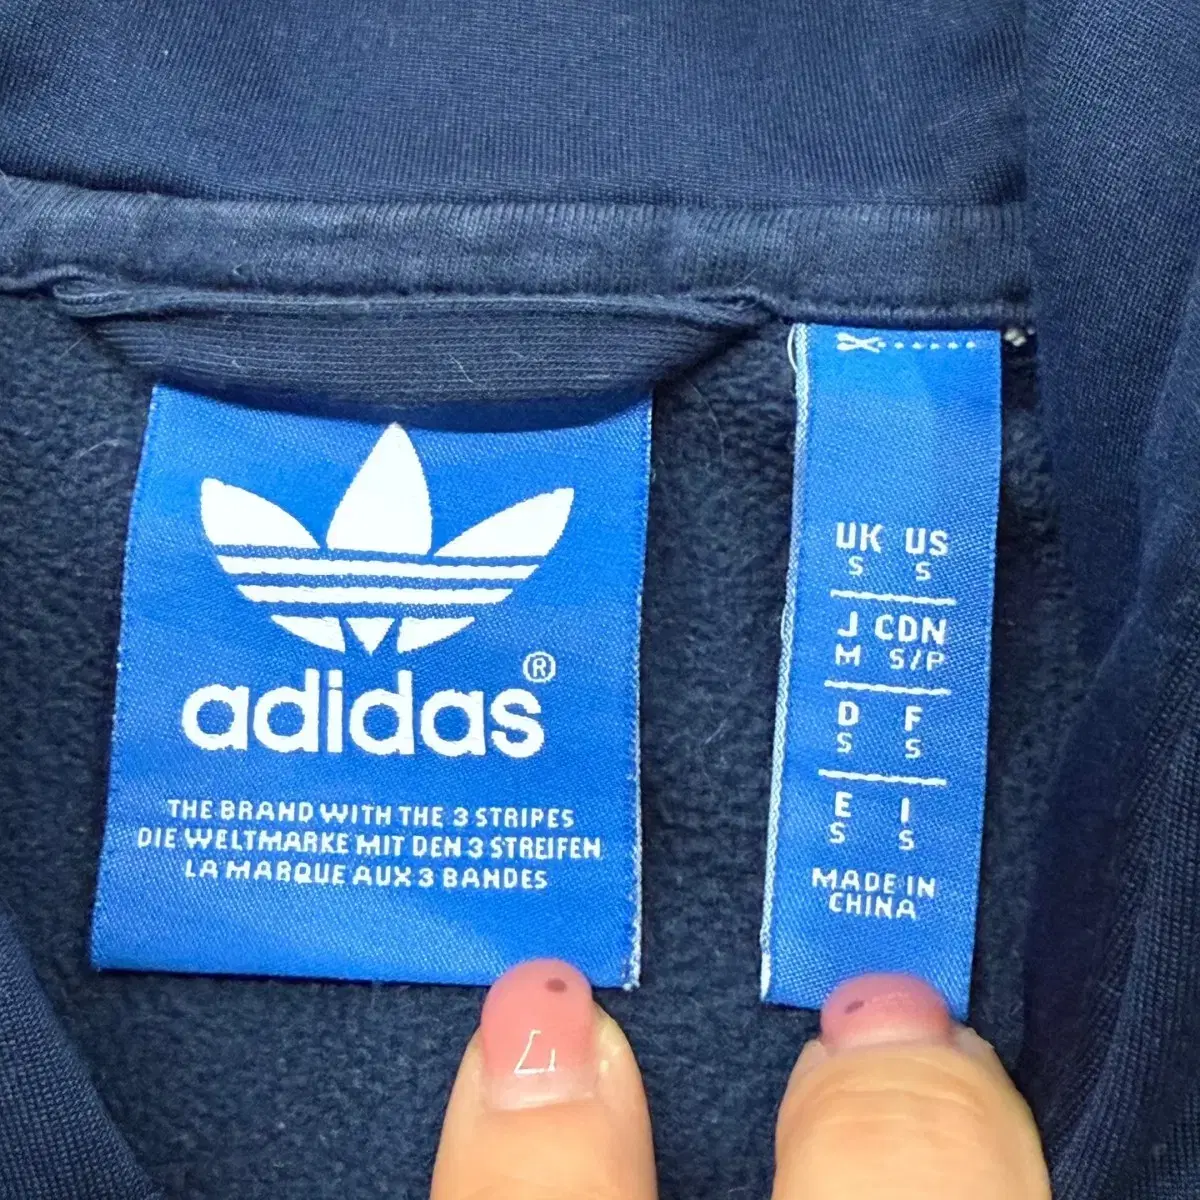 adidas®
THE BRAND WITH THE 3 STRIPES
DIE WELTMARKE MIT DEN 3 STREIFEN
LA MARQUE AUX 3 BANDES
UK US
S S
J CDN
M S/P
D F
S S
E I
S S
MADE IN
CHINA